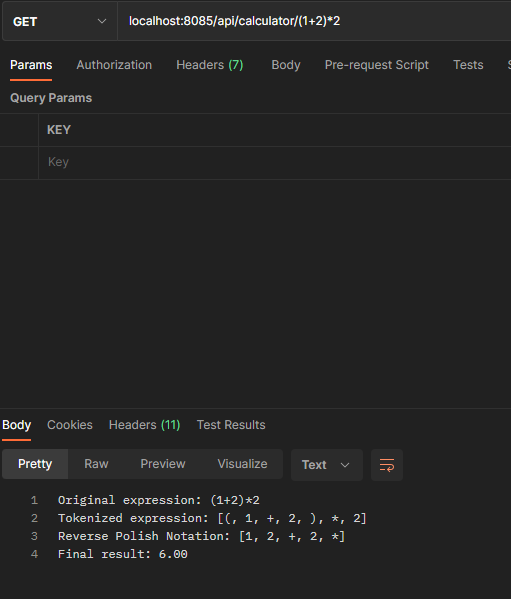 GET localhost:8085/api/calculator/(1+2)*2
Params Authorization Headers (7) Body Pre-request Script Tests
Query Params
KEY
Key
Body Cookies Headers (11) Test Results
Pretty Raw Preview Visualize Text
1 Original expression: (1+2)*2
2 Tokenized expression: [(, 1, +, 2, ), *, 2]
3 Reverse Polish Notation: [1, 2, +, 2, *]
4 Final result: 6.00